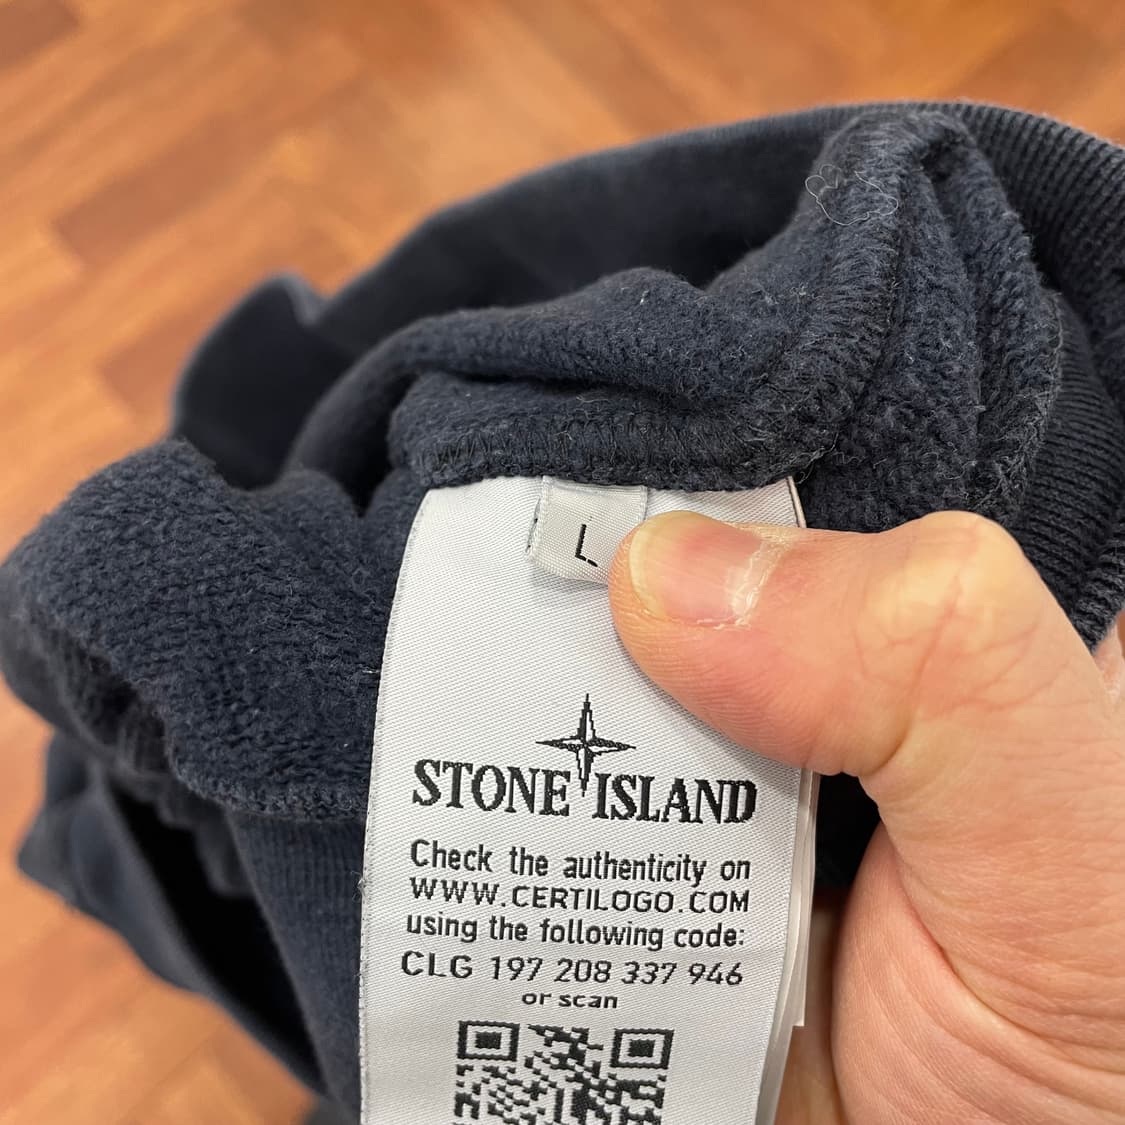 L
STONE ISLAND
Check the authenticity on
WWW.CERTILOGO.COM
using the following code:
CLG 197 208 337 946
or scan